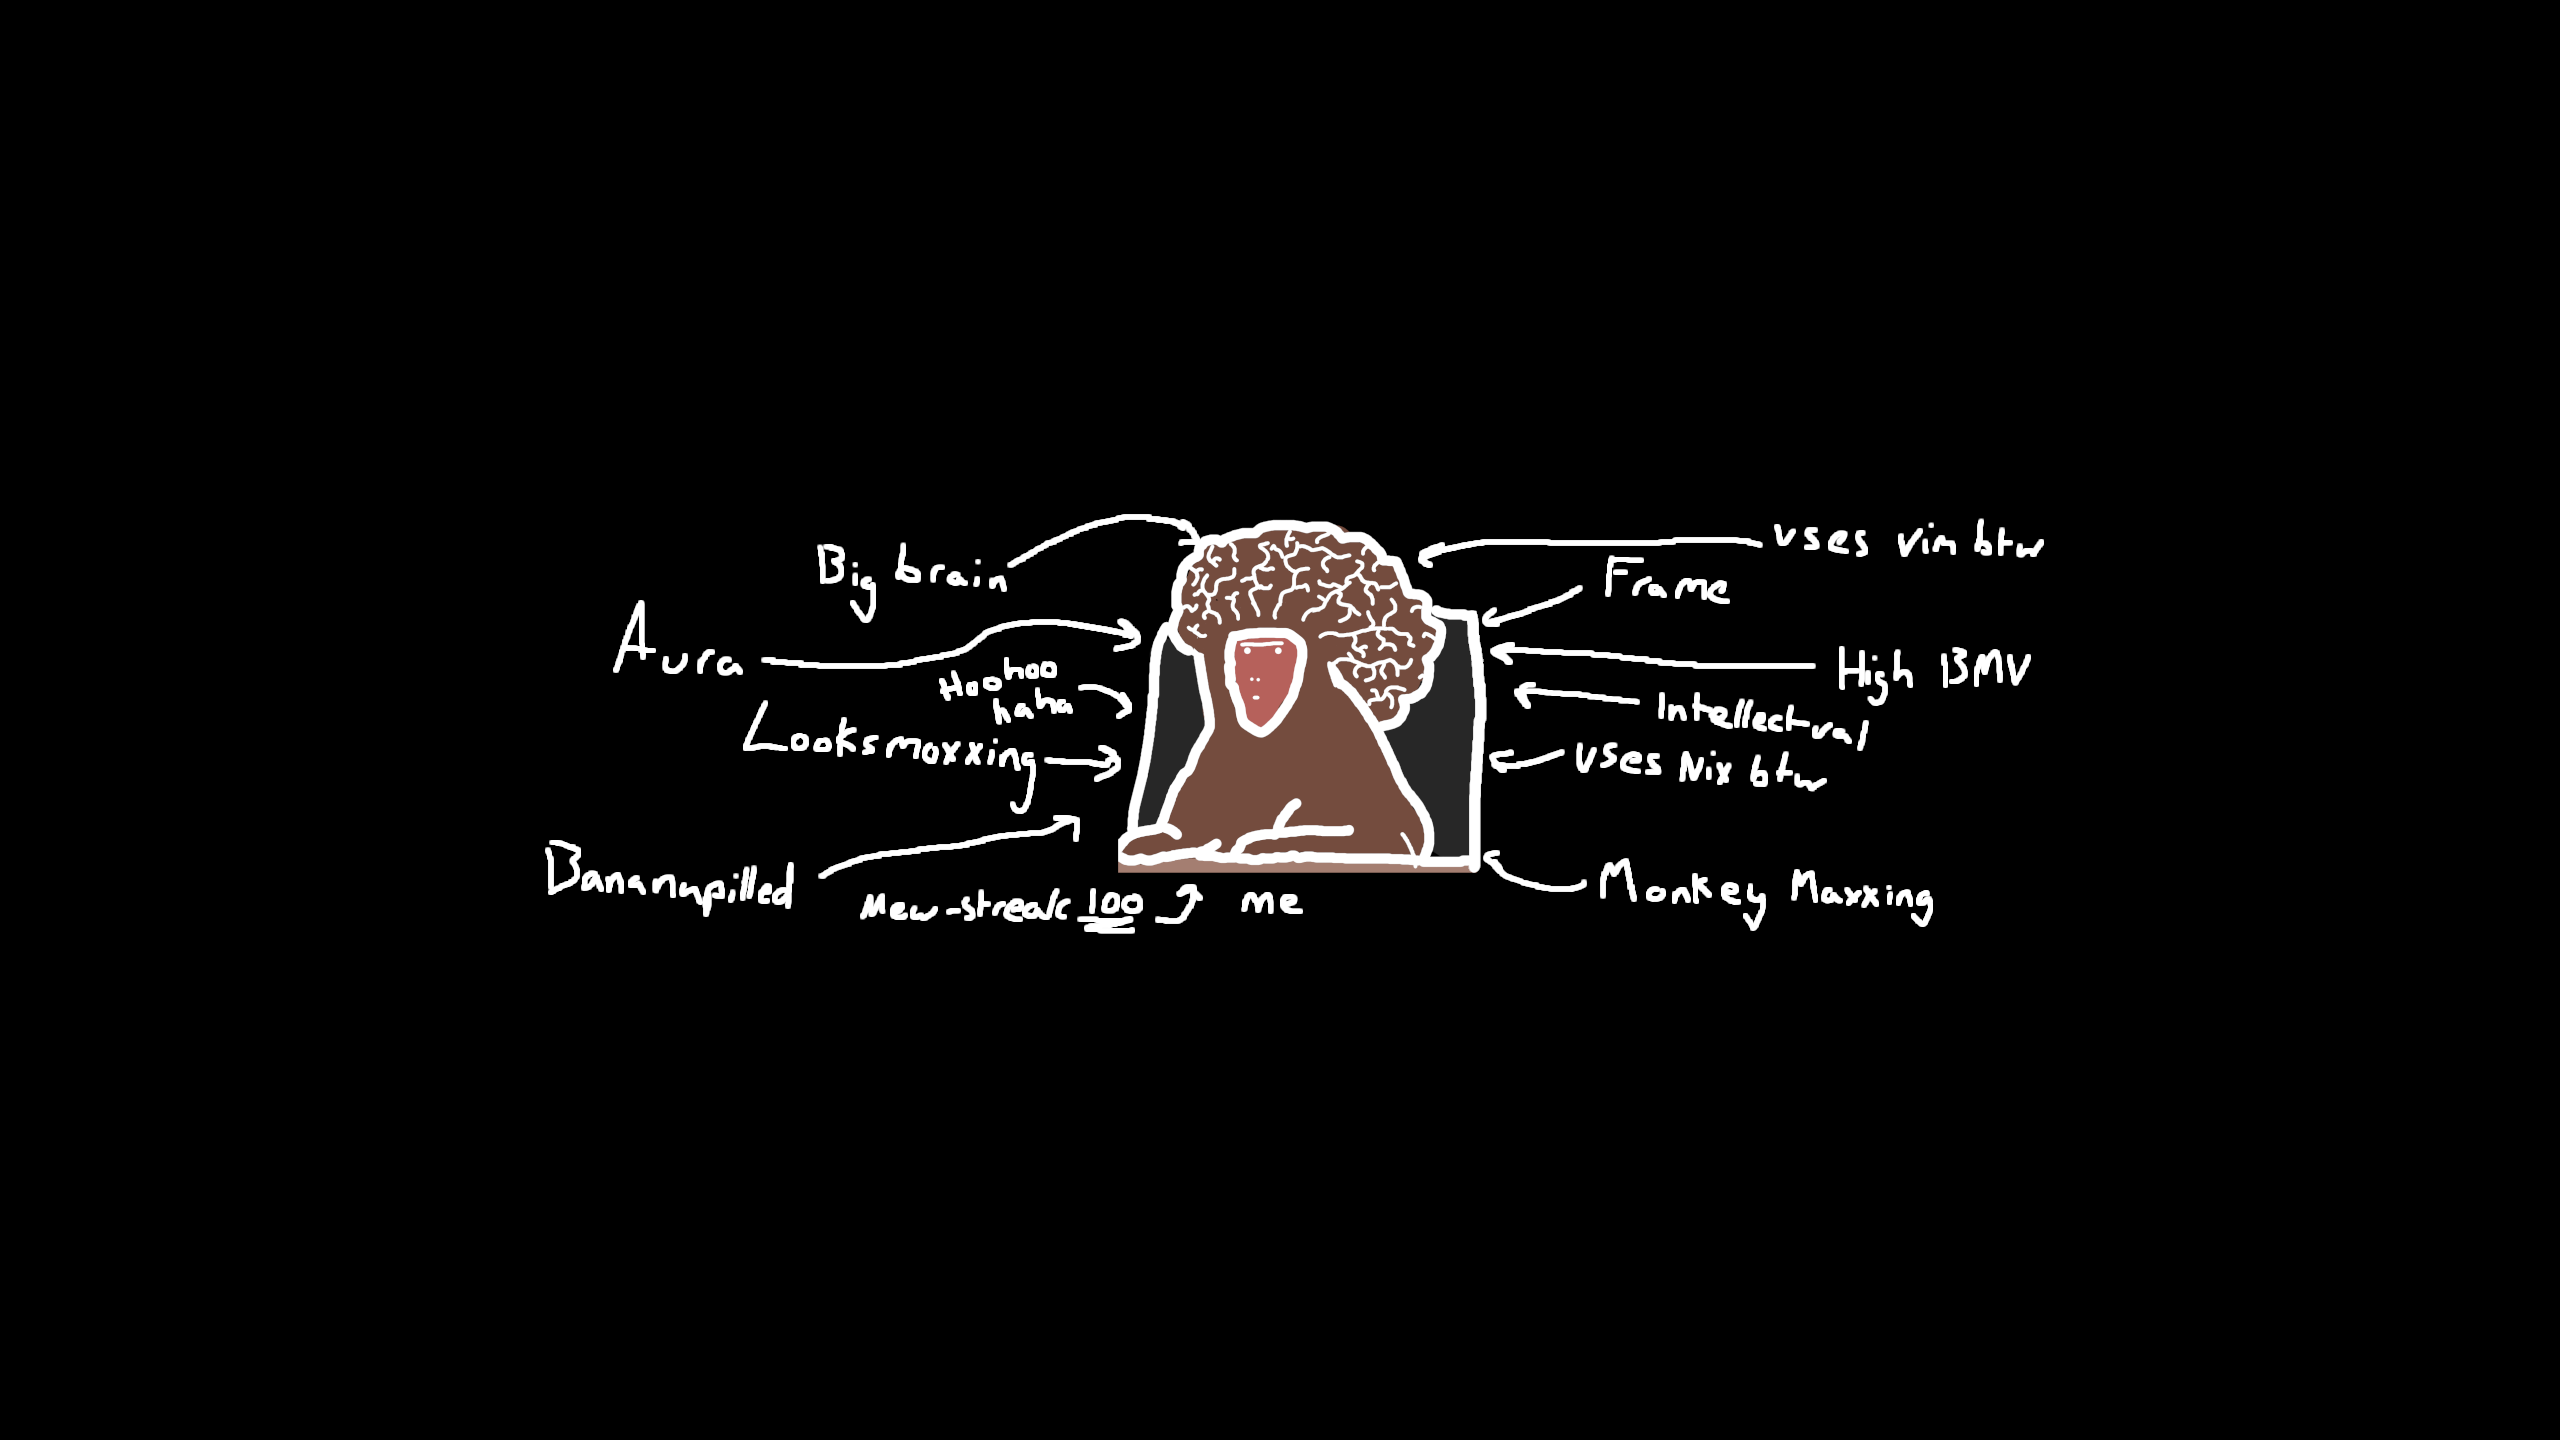 Big brain
Aura
Hoohoo
haha
Looksmaxxing
Bananapilled
Mew-streak 100
me
uses vim btw
Frame
High BMV
Intellectual
uses Nix btw
Monkey Maxxing